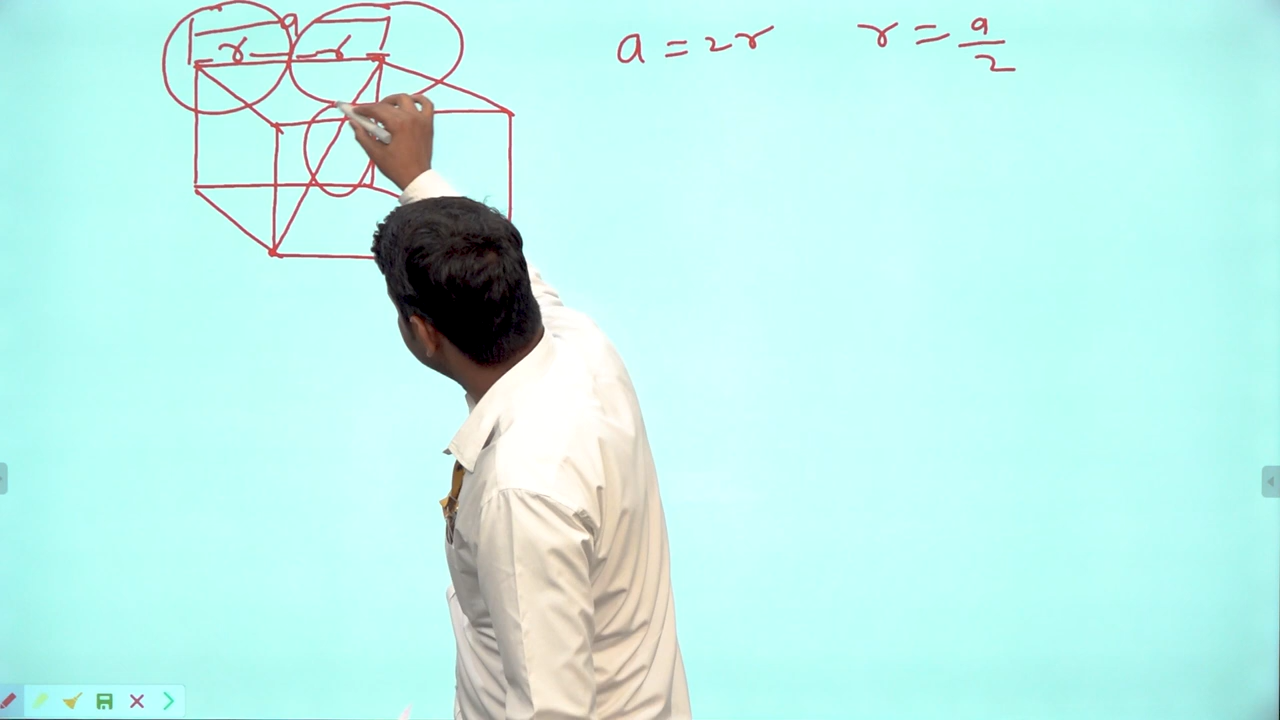 a
r r
a = 2r r = a/2